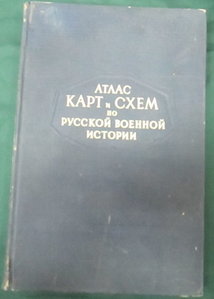 АТЛАС
КАРТ и СХЕМ
ПО
РУССКОЙ ВОЕННОЙ
ИСТОРИИ